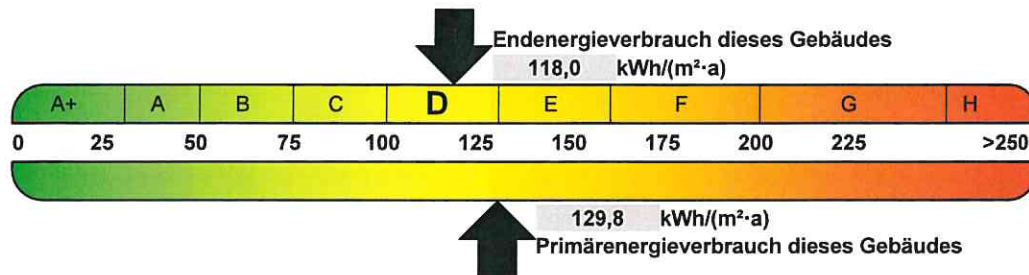 Endenergieverbrauch dieses Gebäudes
118,0 kWh/(m²·a)
A+ A B C D E F G H
0 25 50 75 100 125 150 175 200 225 >250
129,8 kWh/(m²·a)
Primärenergieverbrauch dieses Gebäudes